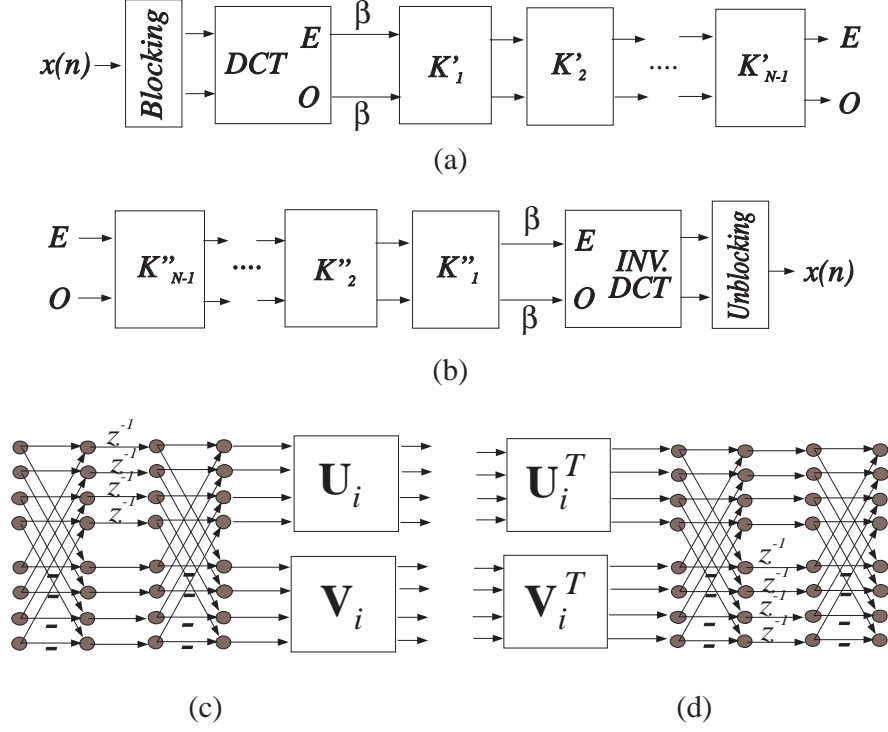 x(n) Blocking DCT E O β β K'1 K'2 .... K'N-1 E O
(a)
E O K''N-1 .... K''2 K''1 β β E O INV. DCT Unblocking x(n)
(b)
z-1
z-1
z-1
z-1
- - - -
- - - -
Ui
Vi
UiT
ViT
z-1
z-1
z-1
z-1
- - - -
- - - -
(c)
(d)